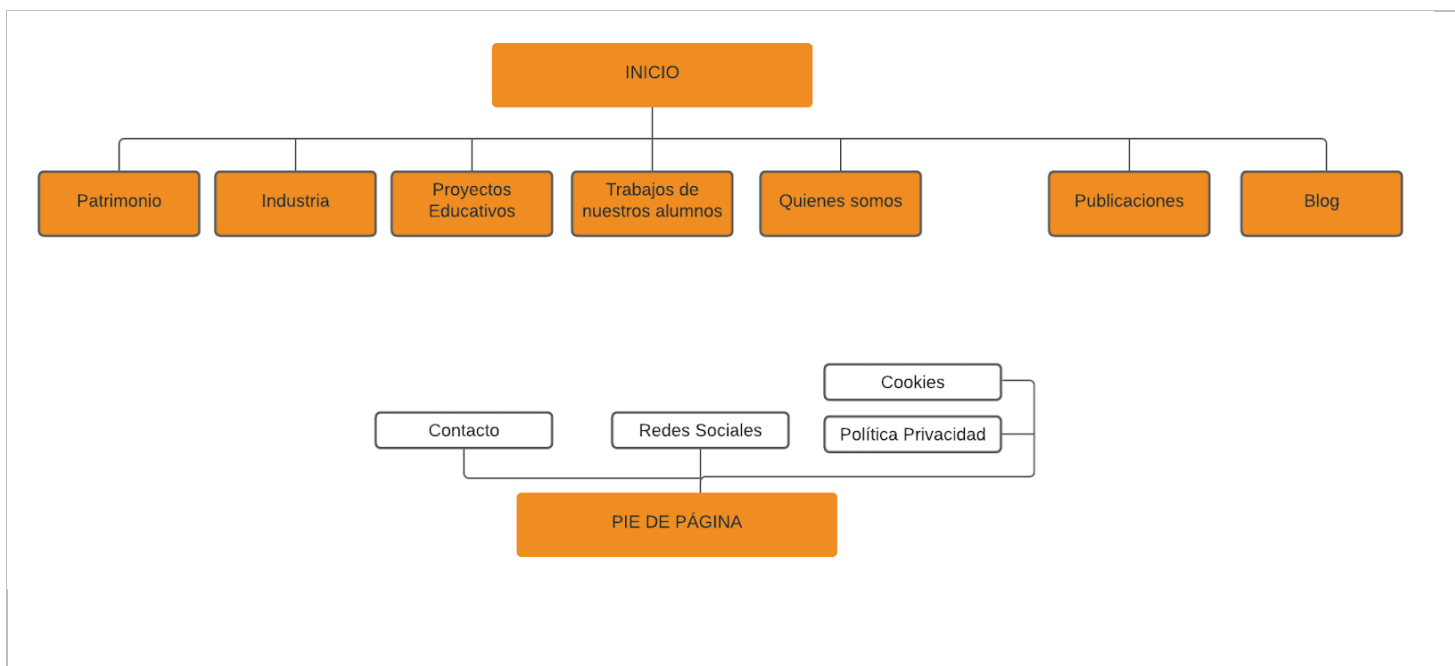 INICIO
Patrimonio
Industria
Proyectos
Educativos
Trabajos de
nuestros alumnos
Quienes somos
Publicaciones
Blog
Cookies
Contacto
Redes Sociales
Política Privacidad
PIE DE PÁGINA